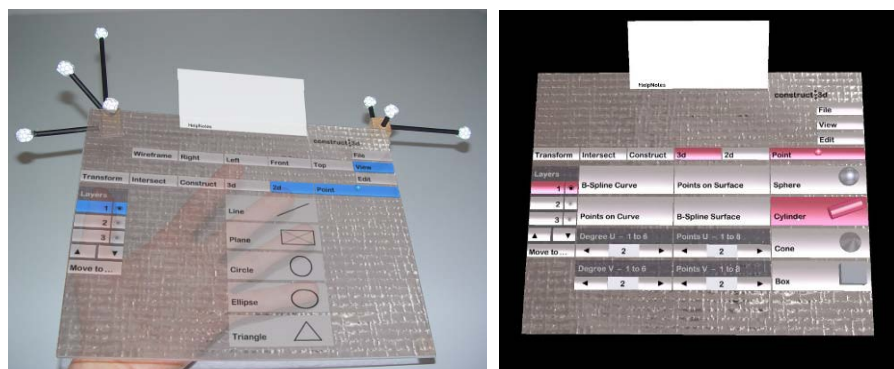 HelpNotes
construct3d
File
Wireframe Right Left Front Top View
Edit
Transform Intersect Construct 3d 2d Point
Layers
1
2
3
Move to ...
Line
Plane
Circle
Ellipse
Triangle
HelpNotes
construct3d
File
View
Edit
Transform Intersect Construct 3d 2d Point
Layers
1 B-Spline Curve Points on Surface Sphere
2
3 Points on Curve B-Spline Surface Cylinder
Degree U - 1 to 6 Points U - 1 to 8
Move to ... 2 2 Cone
Degree V - 1 to 6 Points V - 1 to 8
2 2 Box